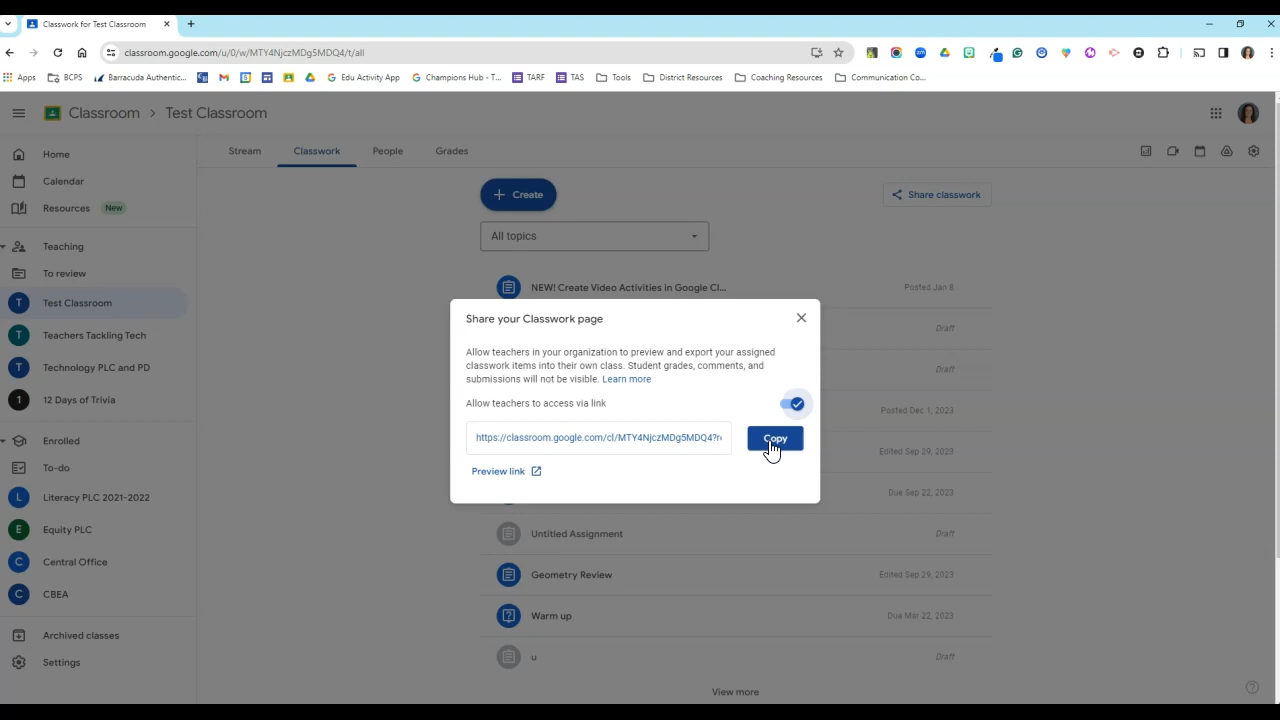 Classwork for Test Classroom
classroom.google.com/u/0/w/MTY4NjczMDg5MDQ4/t/all
Apps BCPS Barracuda Authentic... Edu Activity App Champions Hub - T... TARF TAS Tools District Resources Coaching Resources Communication Co...
Classroom > Test Classroom
Home
Calendar
Resources New
Teaching
To review
T Test Classroom
T Teachers Tackling Tech
T Technology PLC and PD
1 12 Days of Trivia
Enrolled
To-do
L Literacy PLC 2021-2022
E Equity PLC
C Central Office
C CBEA
Archived classes
Settings
Stream Classwork People Grades
+ Create
Share classwork
All topics
NEW! Create Video Activities in Google Cl... Posted Jan 8
Draft
Draft
Posted Dec 1, 2023
Edited Sep 29, 2023
Due Sep 22, 2023
Share your Classwork page
Allow teachers in your organization to preview and export your assigned
classwork items into their own class. Student grades, comments, and
submissions will not be visible. Learn more
Allow teachers to access via link
https://classroom.google.com/cl/MTY4NjczMDg5MDQ4?r
Copy
Preview link
Untitled Assignment Draft
Geometry Review Edited Sep 29, 2023
Warm up Due Mar 22, 2023
u Draft
View more